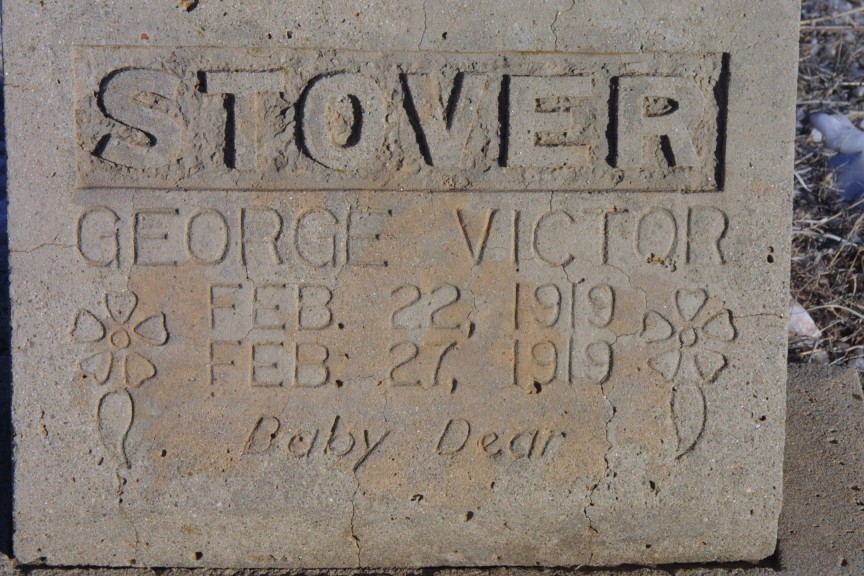 STOVER
GEORGE VICTOR
FEB. 22, 1919
FEB. 27, 1919
Baby Dear